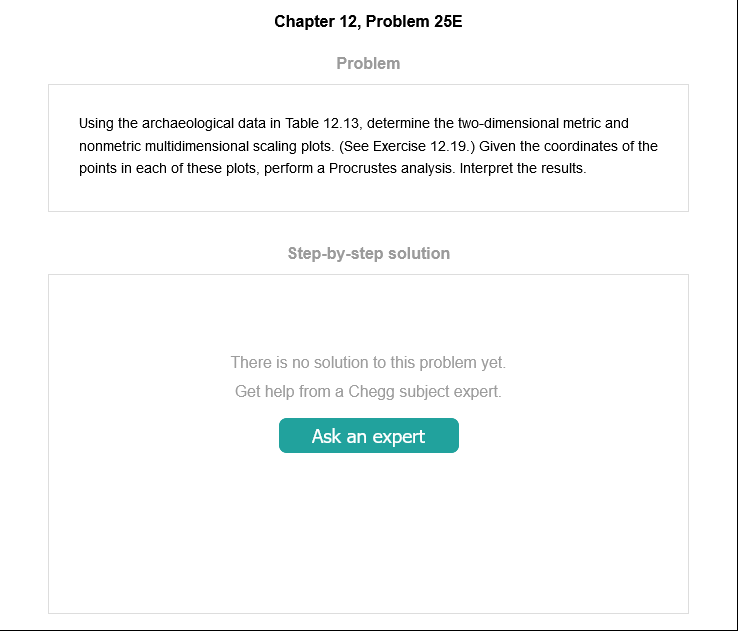 Chapter 12, Problem 25E
Problem
Using the archaeological data in Table 12.13, determine the two-dimensional metric and
nonmetric multidimensional scaling plots. (See Exercise 12.19.) Given the coordinates of the
points in each of these plots, perform a Procrustes analysis. Interpret the results.
Step-by-step solution
There is no solution to this problem yet.
Get help from a Chegg subject expert.
Ask an expert